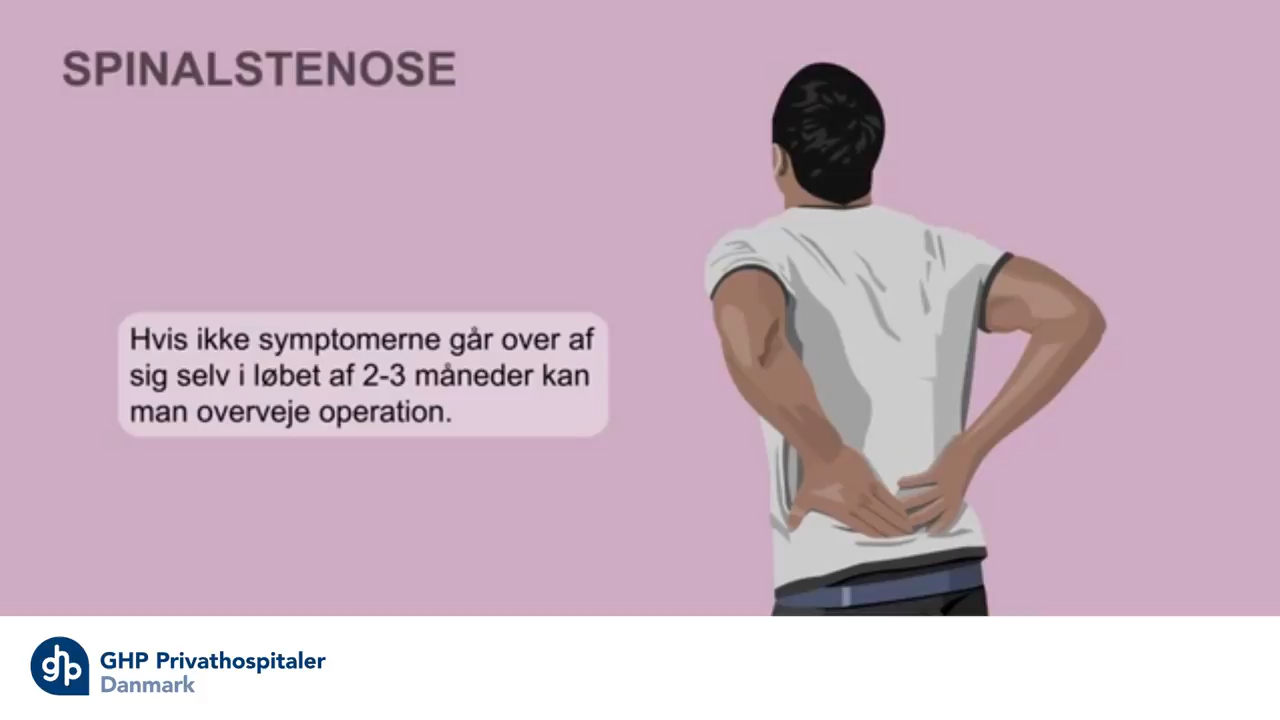 SPINALSTENOSE
Hvis ikke symptomerne går over af
sig selv i løbet af 2-3 måneder kan
man overveje operation.
ghp
GHP Privathospitaler
Danmark